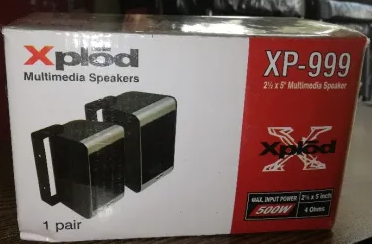 Xplod
Multimedia Speakers
1 pair
XP-999
2½ x 5" Multimedia Speaker
Xplod
MAX. INPUT POWER
500W
2½ x 5 inch
4 Ohms